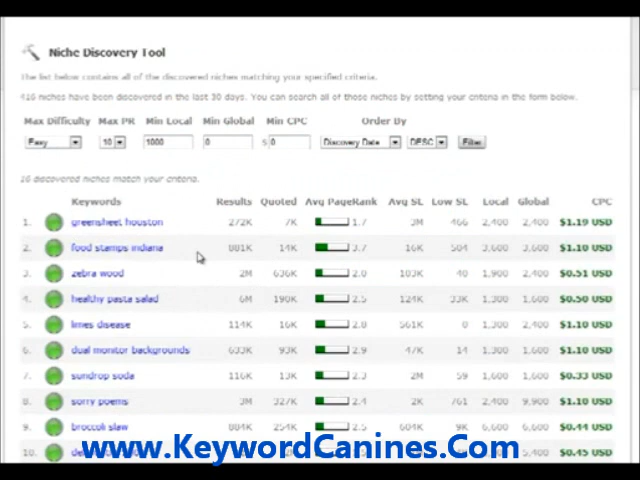 Niche Discovery Tool
The list below contains all of the discovered niches matching your specified criteria.
416 niches have been discovered in the last 30 days. You can search all of these niches by setting your criteria in the form below.
Max Difficulty Max PR Min Local Min Global Min CPC Order By
Easy 10 1000 0 $ 0 Discovery Date DESC Filter
26 discovered niches match your criteria.
Keywords Results Quoted Avg PageRank Avg SL Low SL Local Global CPC
1. greensheet houston 272K 7K 1.7 3M 466 2,400 2,400 $1.19 USD
2. food stamps indiana 881K 14K 3.7 16K 504 3,600 3,600 $1.10 USD
3. zebra wood 2M 636K 2.0 103K 40 1,900 2,400 $0.51 USD
4. healthy pasta salad 6M 190K 2.5 124K 33K 1,300 1,600 $0.50 USD
5. limes disease 114K 16K 2.0 561K 0 1,300 2,400 $1.10 USD
6. dual monitor backgrounds 633K 93K 2.9 47K 14 1,300 1,600 $1.10 USD
7. sundrop soda 116K 13K 2.3 2M 59 1,600 1,600 $0.33 USD
8. sorry poems 3M 327K 2.4 2K 761 2,400 9,900 $1.10 USD
9. broccoli slaw 884K 254K 2.5 604K 9K 6,600 6,600 $0.44 USD
10. 5,400 $0.45 USD
www.KeywordCanines.Com